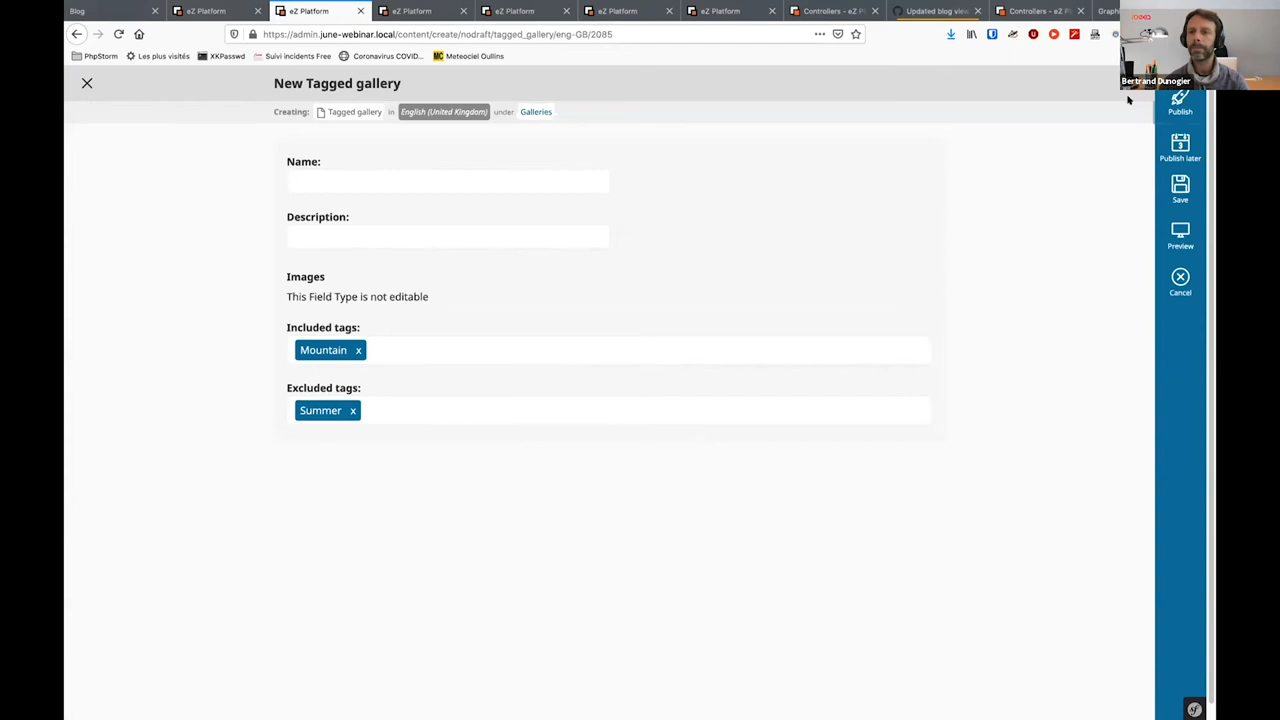 Blog
eZ Platform
eZ Platform
eZ Platform
eZ Platform
eZ Platform
eZ Platform
Controllers - eZ P
Updated blog view
Controllers - eZ Pl
Graph
https://admin.june-webinar.local/content/create/nodraft/tagged_gallery/eng-GB/2085
PhpStorm
Les plus visités
XKPasswd
Suivi incidents Free
Coronavirus COVID...
Meteociel Oullins
Bertrand Dunogier
New Tagged gallery
Creating: Tagged gallery in English (United Kingdom) under Galleries
Publish
Publish later
Save
Preview
Cancel
Name:
Description:
Images
This Field Type is not editable
Included tags:
Mountain x
Excluded tags:
Summer x